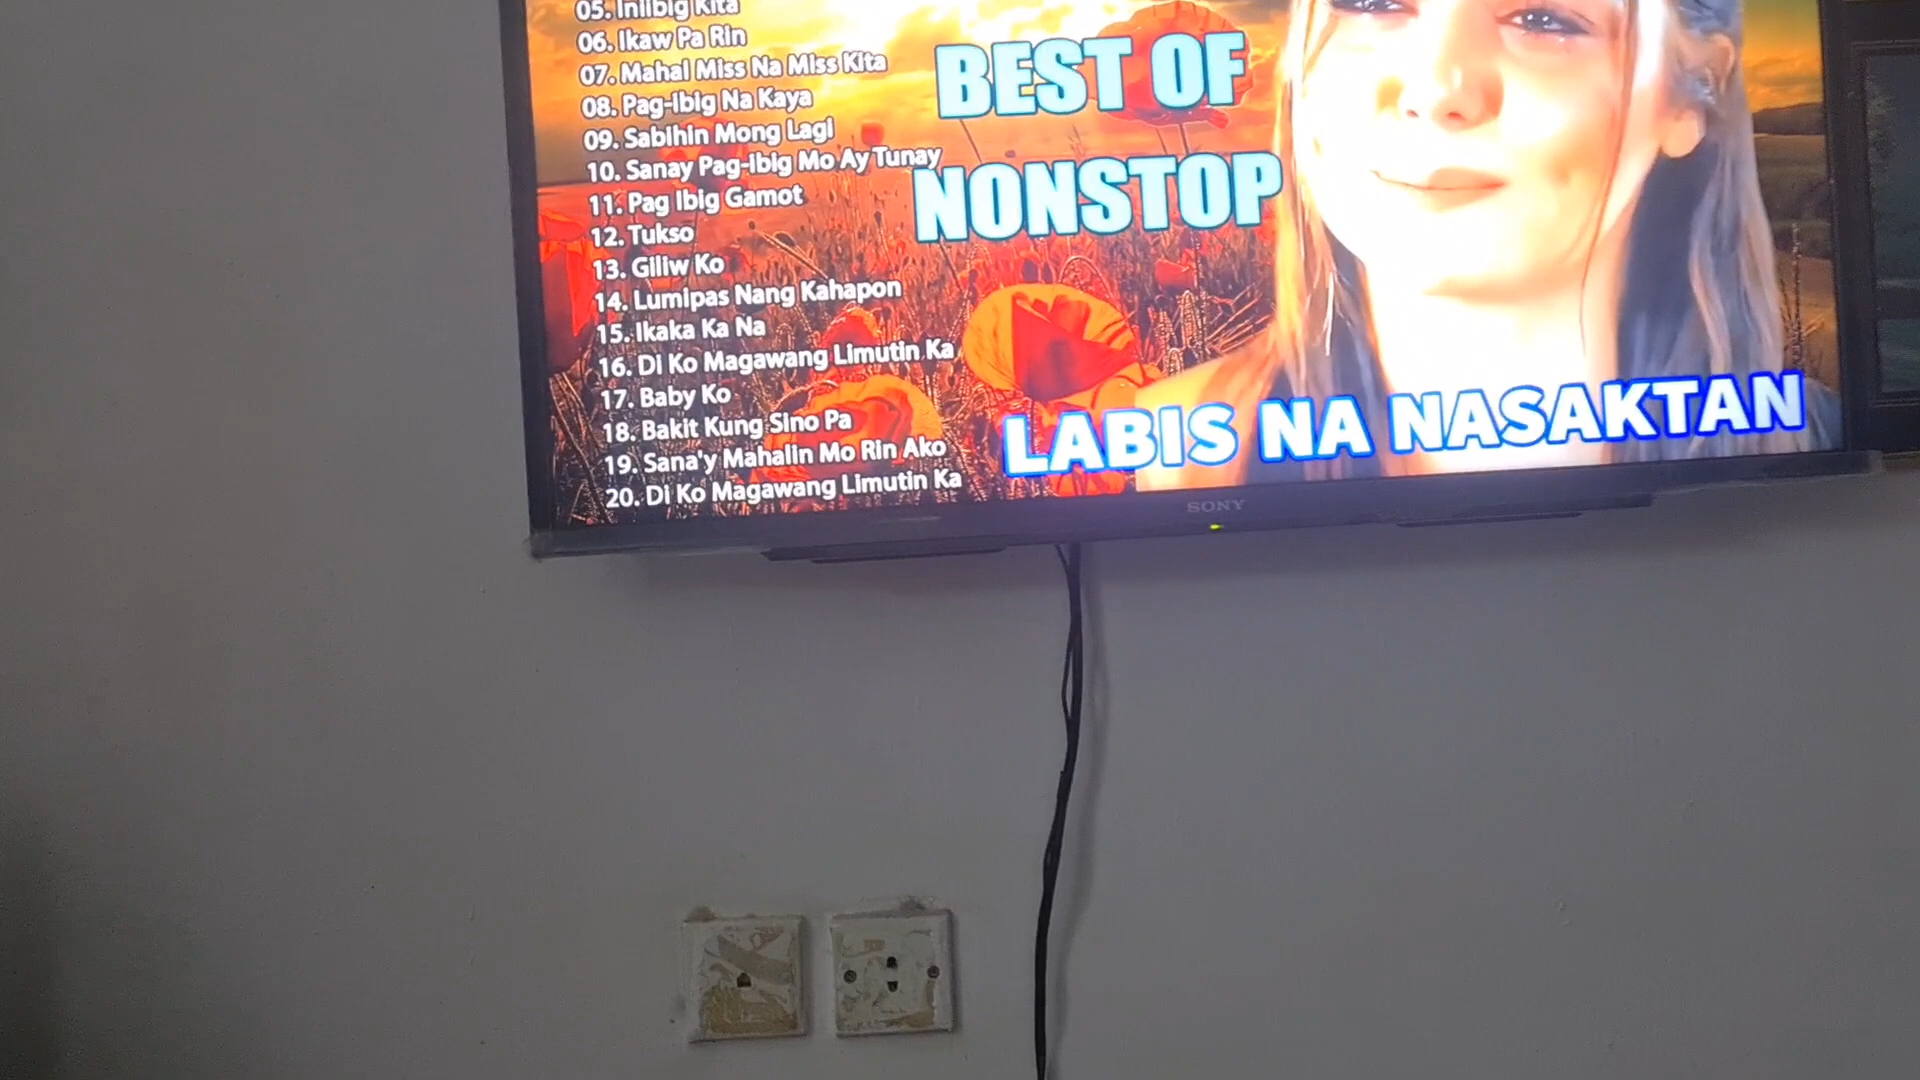 05. Iniibig Kita
06. Ikaw Pa Rin
07. Mahal Miss Na Miss Kita
08. Pag-Ibig Na Kaya
09. Sabihin Mong Lagi
10. Sanay Pag-ibig Mo Ay Tunay
11. Pag Ibig Gamot
12. Tukso
13. Giliw Ko
14. Lumipas Nang Kahapon
15. Ikaka Ka Na
16. Di Ko Magawang Limutin Ka
17. Baby Ko
18. Bakit Kung Sino Pa
19. Sana'y Mahalin Mo Rin Ako
20. Di Ko Magawang Limutin Ka
BEST OF
NONSTOP
LABIS NA NASAKTAN
SONY